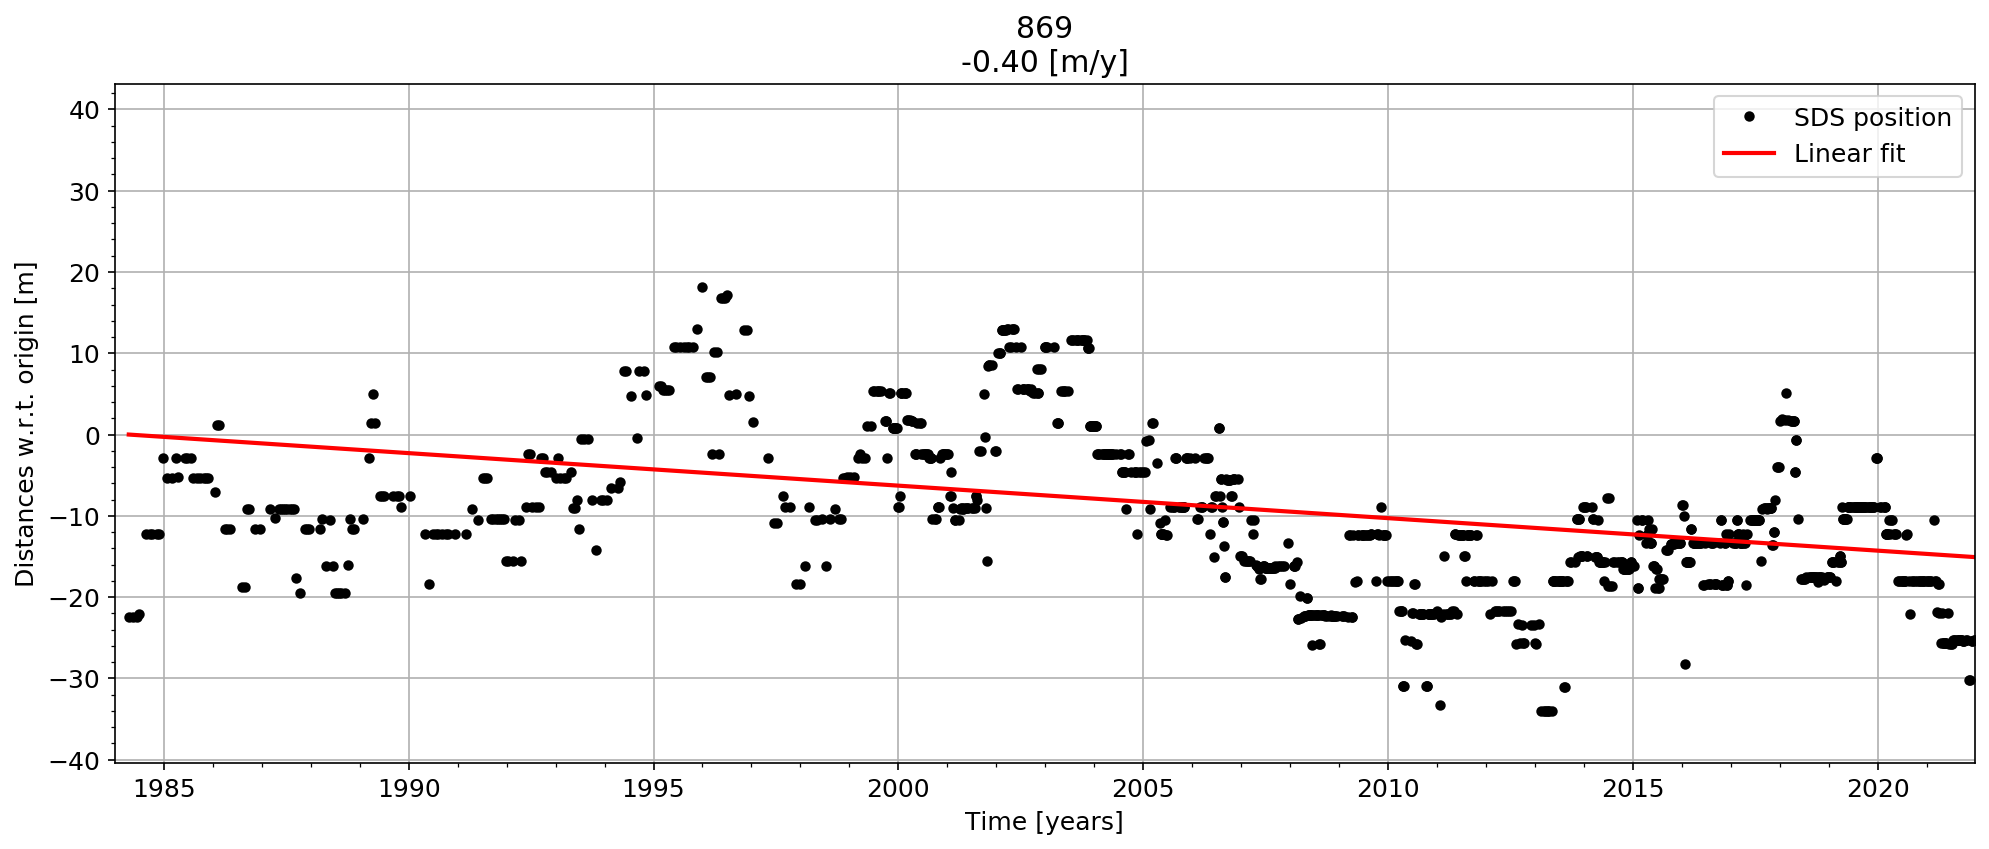 869
-0.40 [m/y]
SDS position
Linear fit
Distances w.r.t. origin [m]
40
30
20
10
0
−10
−20
−30
−40
1985 1990 1995 2000 2005 2010 2015 2020
Time [years]